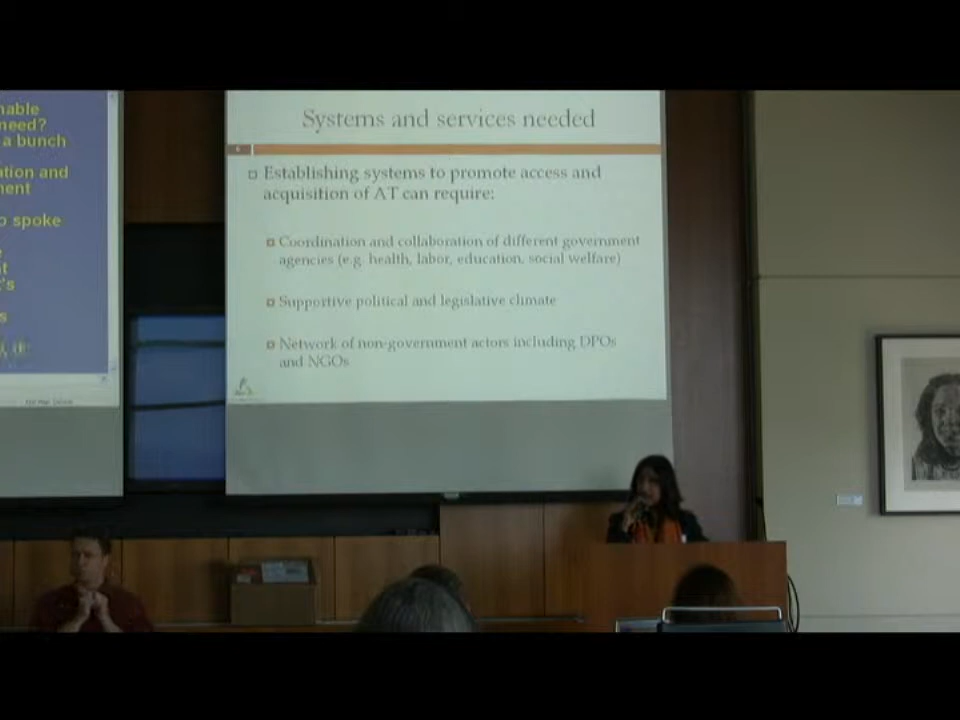 nable
need?
a bunch
ation and
nent
o spoke
t
's
s
Systems and services needed
Establishing systems to promote access and
acquisition of AT can require:
Coordination and collaboration of different government
agencies (e.g. health, labor, education, social welfare)
Supportive political and legislative climate
Network of non-government actors including DPOs
and NGOs